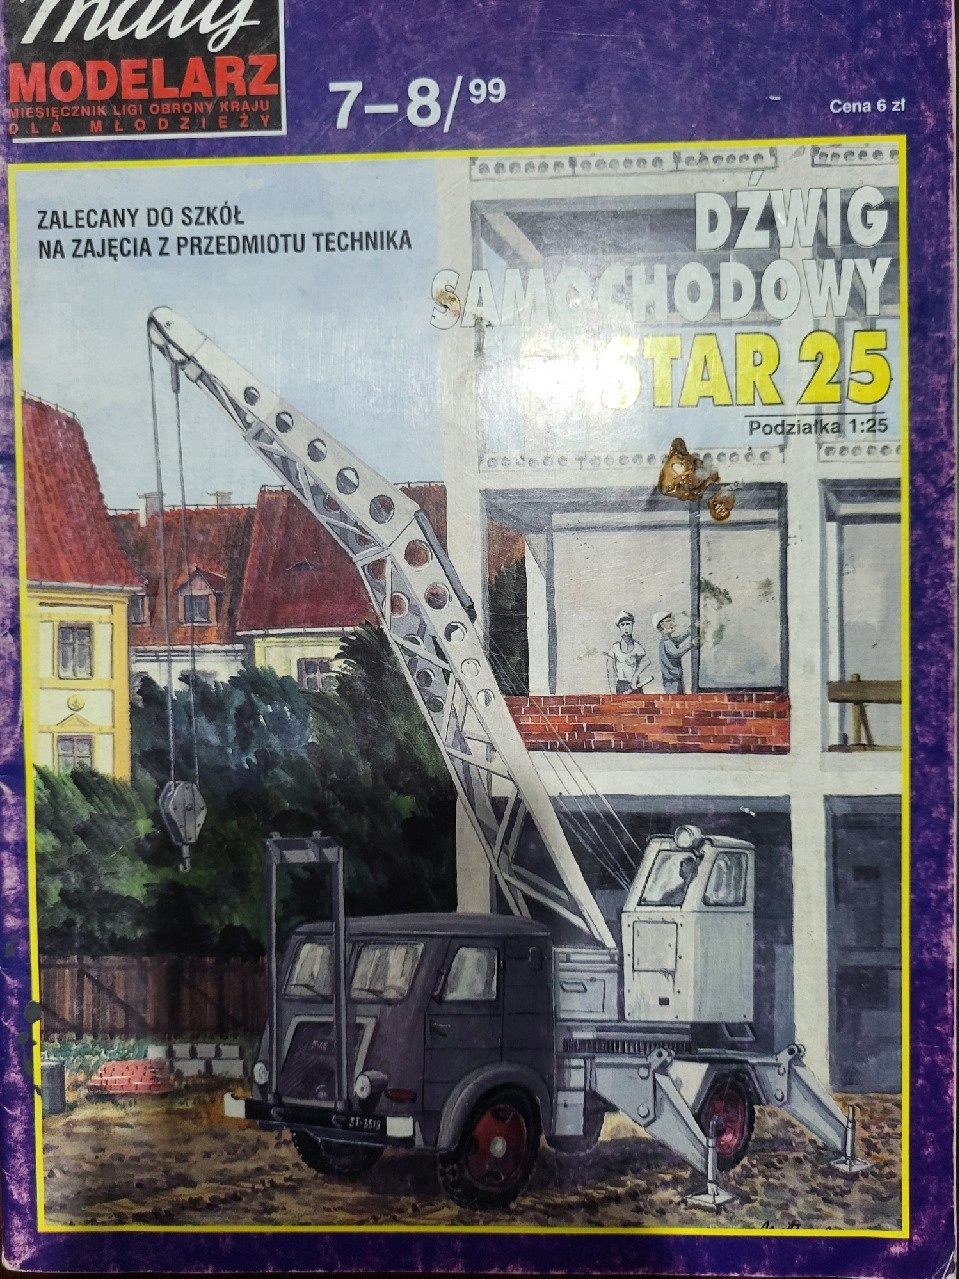 mały
MODELARZ
MIESIĘCZNIK LIGI OBRONY KRAJU
DLA MŁODZIEŻY
7–8/99
Cena 6 zł
ZALECANY DO SZKÓŁ
NA ZAJĘCIA Z PRZEDMIOTU TECHNIKA
DŹWIG
SAMOCHODOWY
STAR 25
Podziałka 1:25